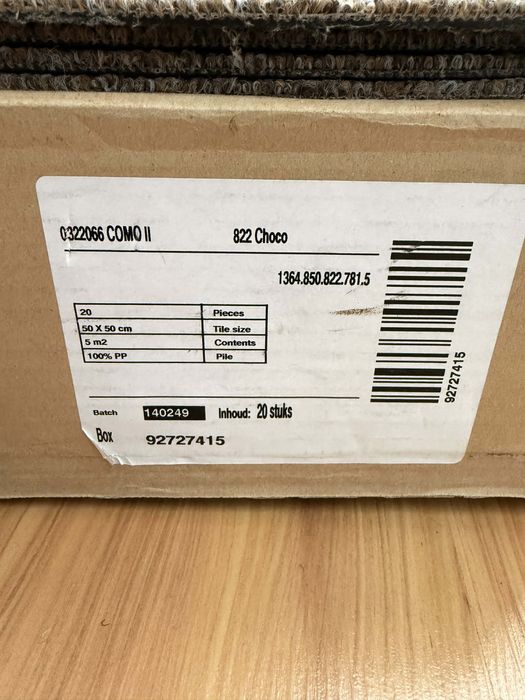 0322066 COMO II 822 Choco
1364.850.822.781.5
20 Pieces
50 X 50 cm Tile size
5 m2 Contents
100% PP Pile
Batch 140249 Inhoud: 20 stuks
Box 92727415
92727415